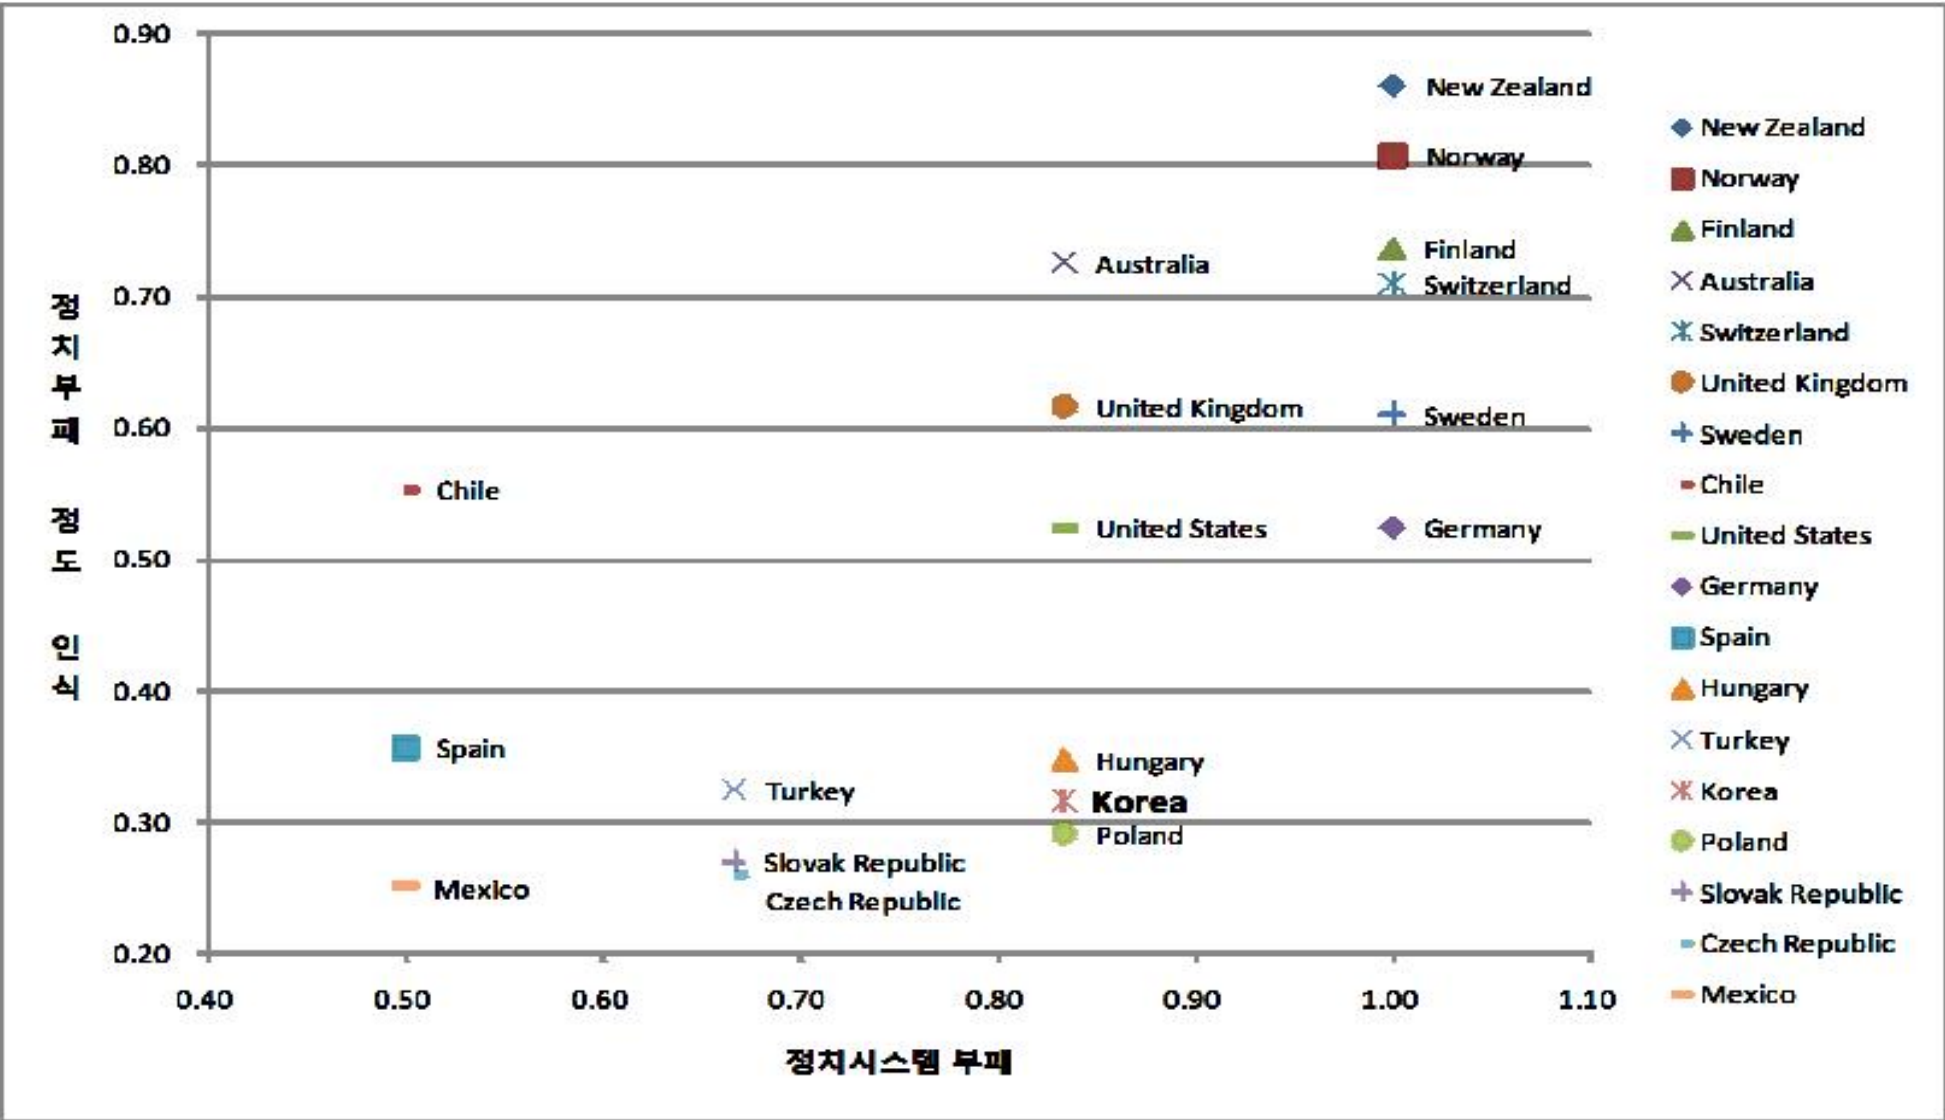 0.90
0.80
0.70
0.60
0.50
0.40
0.30
0.20
0.40
0.50
0.60
0.70
0.80
0.90
1.00
1.10
정치부패 정도 인식
정치시스템 부패
New Zealand
Norway
Finland
Australia
Switzerland
United Kingdom
Sweden
Chile
United States
Germany
Spain
Hungary
Turkey
Korea
Poland
Slovak Republic
Czech Republic
Mexico
New Zealand
Norway
Finland
Australia
Switzerland
United Kingdom
Sweden
Chile
United States
Germany
Spain
Hungary
Turkey
Korea
Poland
Slovak Republic
Czech Republic
Mexico